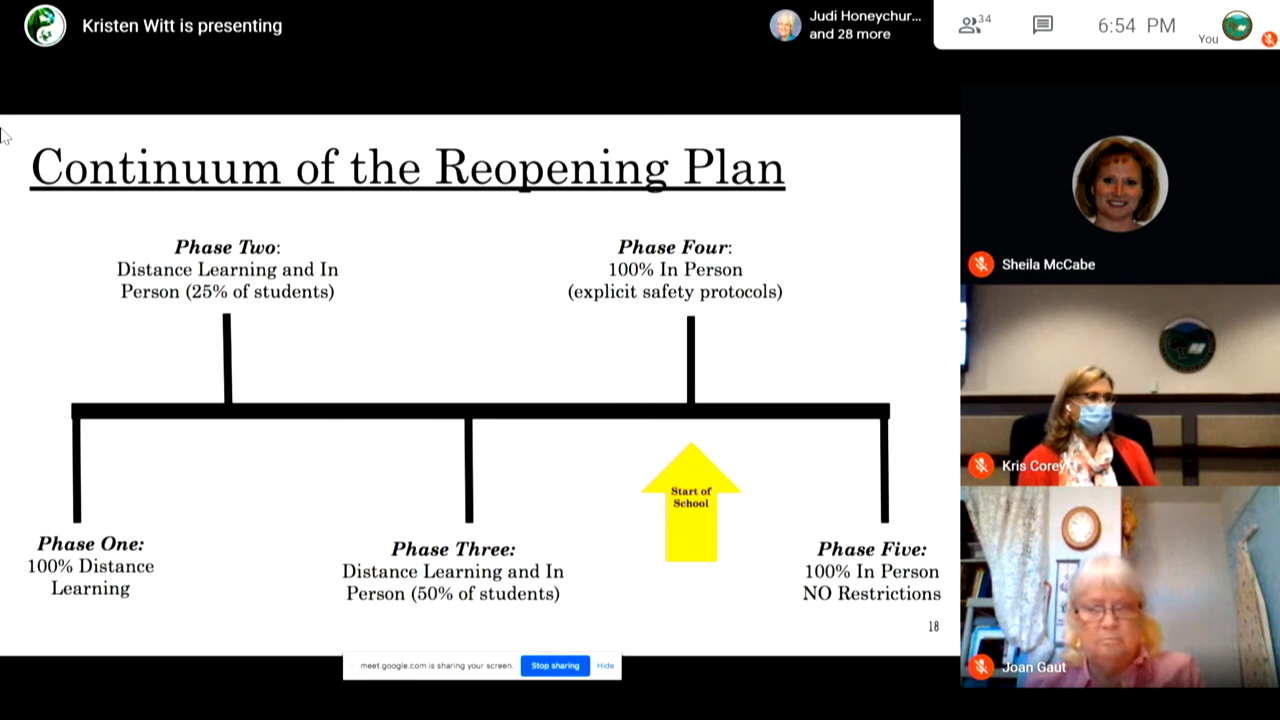 Kristen Witt is presenting
Judi Honeychur...
and 28 more
34
6:54 PM
You
Continuum of the Reopening Plan
Phase Two:
Distance Learning and In
Person (25% of students)
Phase Four:
100% In Person
(explicit safety protocols)
Start of
School
Phase One:
100% Distance
Learning
Phase Three:
Distance Learning and In
Person (50% of students)
Phase Five:
100% In Person
NO Restrictions
18
meet.google.com is sharing your screen.
Stop sharing
Hide
Sheila McCabe
Kris Corey
Joan Gaut